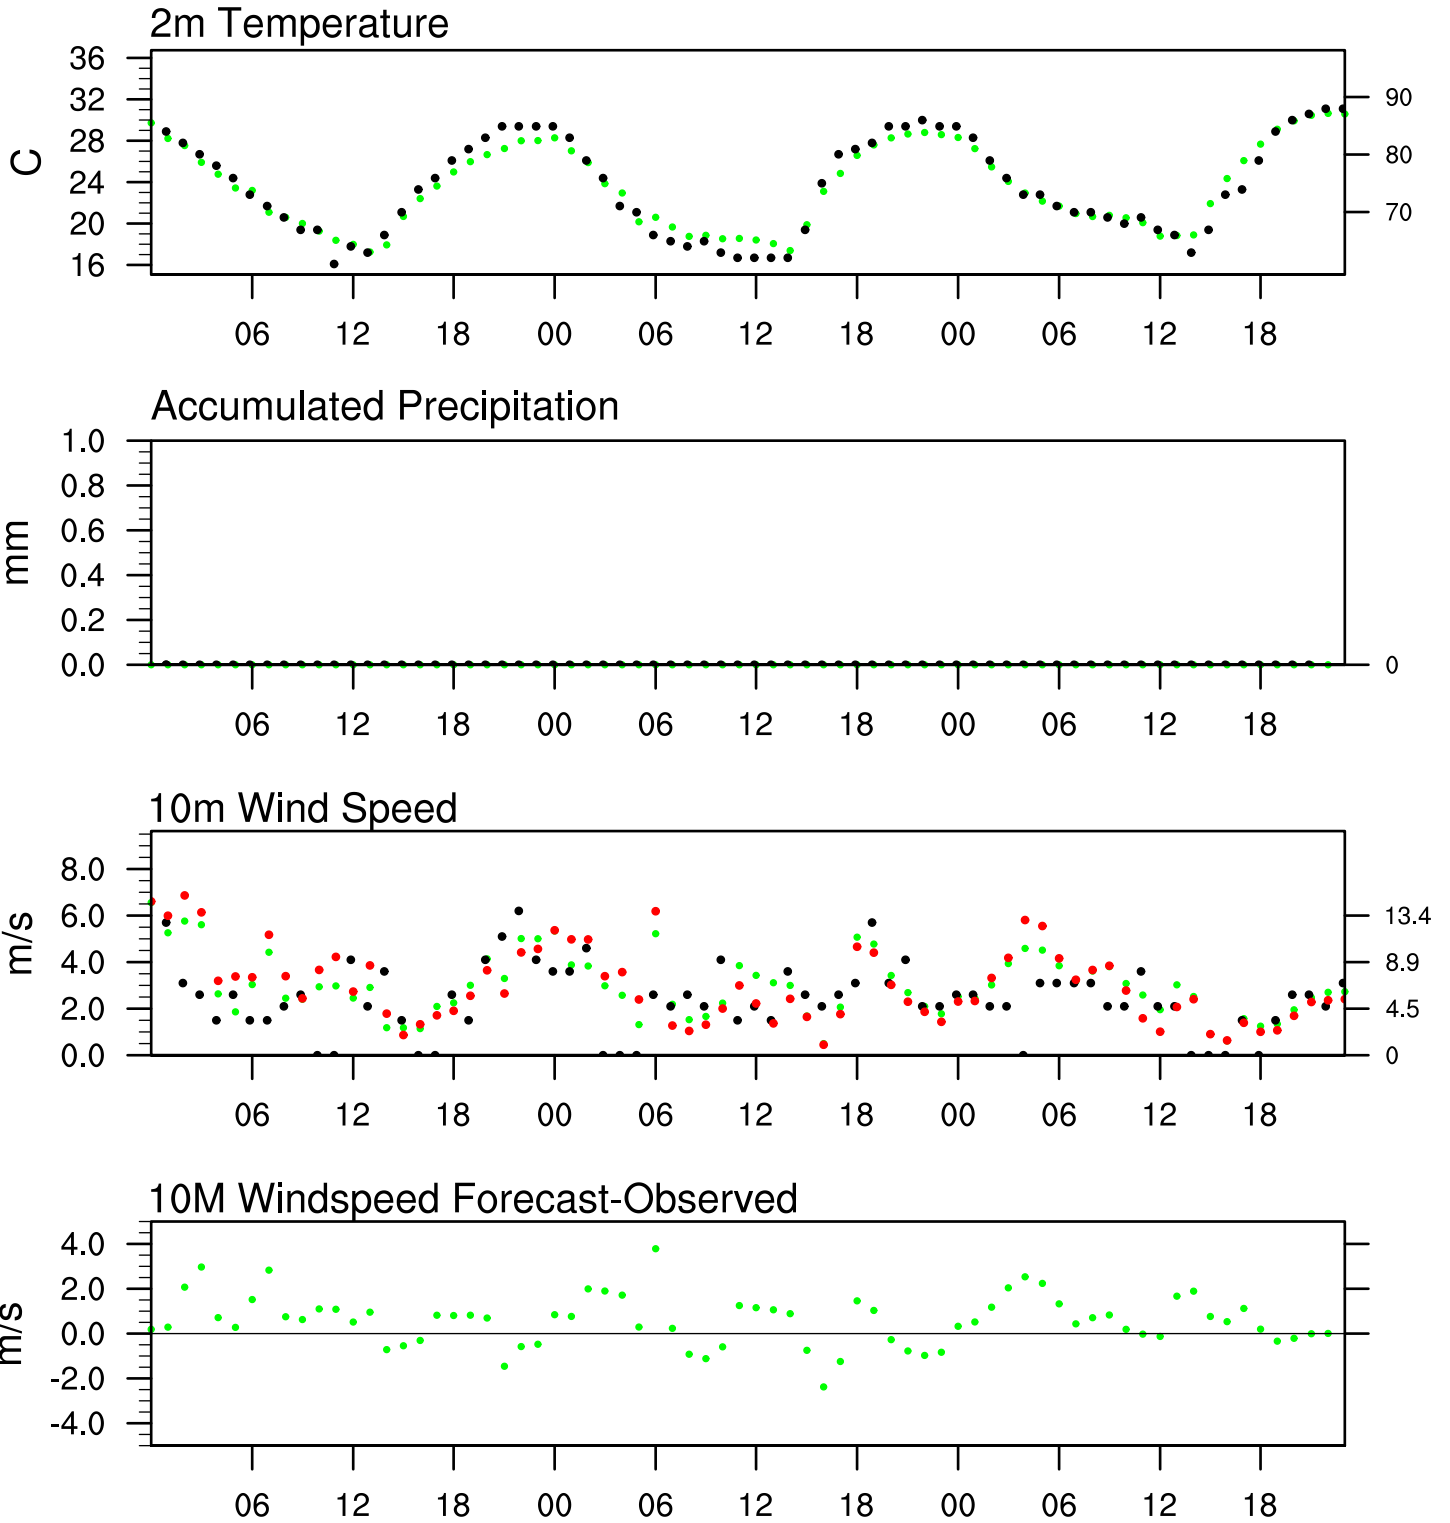 2m Temperature
36
32
28
24
20
16
C
90
80
70
06 12 18 00 06 12 18 00 06 12 18
Accumulated Precipitation
1.0
0.8
0.6
0.4
0.2
0.0
mm
0
06 12 18 00 06 12 18 00 06 12 18
10m Wind Speed
8.0
6.0
4.0
2.0
0.0
m/s
13.4
8.9
4.5
0
06 12 18 00 06 12 18 00 06 12 18
10M Windspeed Forecast-Observed
4.0
2.0
0.0
-2.0
-4.0
m/s
06 12 18 00 06 12 18 00 06 12 18